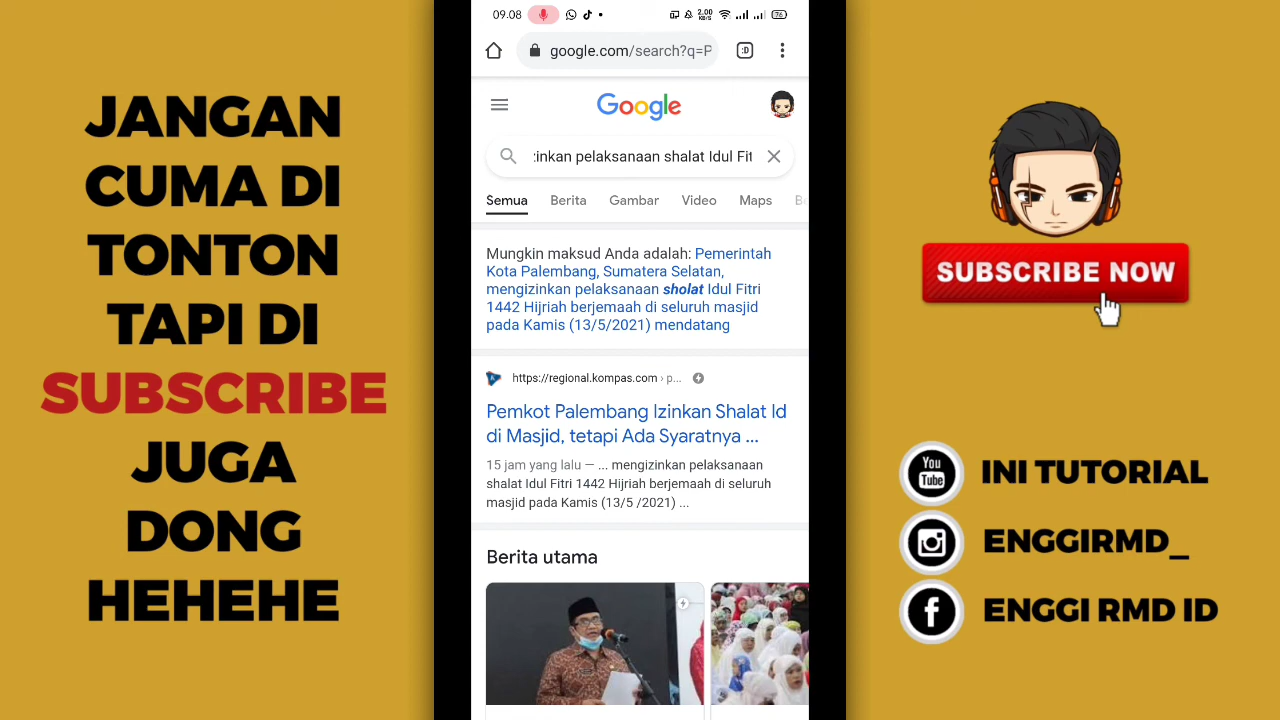 JANGAN
CUMA DI
TONTON
TAPI DI
SUBSCRIBE
JUGA
DONG
HEHEHE
09.08
2,00
KB/S
76
google.com/search?q=P
:D
Google
zinkan pelaksanaan shalat Idul Fit
Semua Berita Gambar Video Maps
Mungkin maksud Anda adalah: Pemerintah
Kota Palembang, Sumatera Selatan,
mengizinkan pelaksanaan sholat Idul Fitri
1442 Hijriah berjemaah di seluruh masjid
pada Kamis (13/5/2021) mendatang
https://regional.kompas.com › p...
Pemkot Palembang Izinkan Shalat Id
di Masjid, tetapi Ada Syaratnya ...
15 jam yang lalu — ... mengizinkan pelaksanaan
shalat Idul Fitri 1442 Hijriah berjemaah di seluruh
masjid pada Kamis (13/5 /2021) ...
Berita utama
SUBSCRIBE NOW
You
Tube
INI TUTORIAL
ENGGIRMD_
f
ENGGI RMD ID